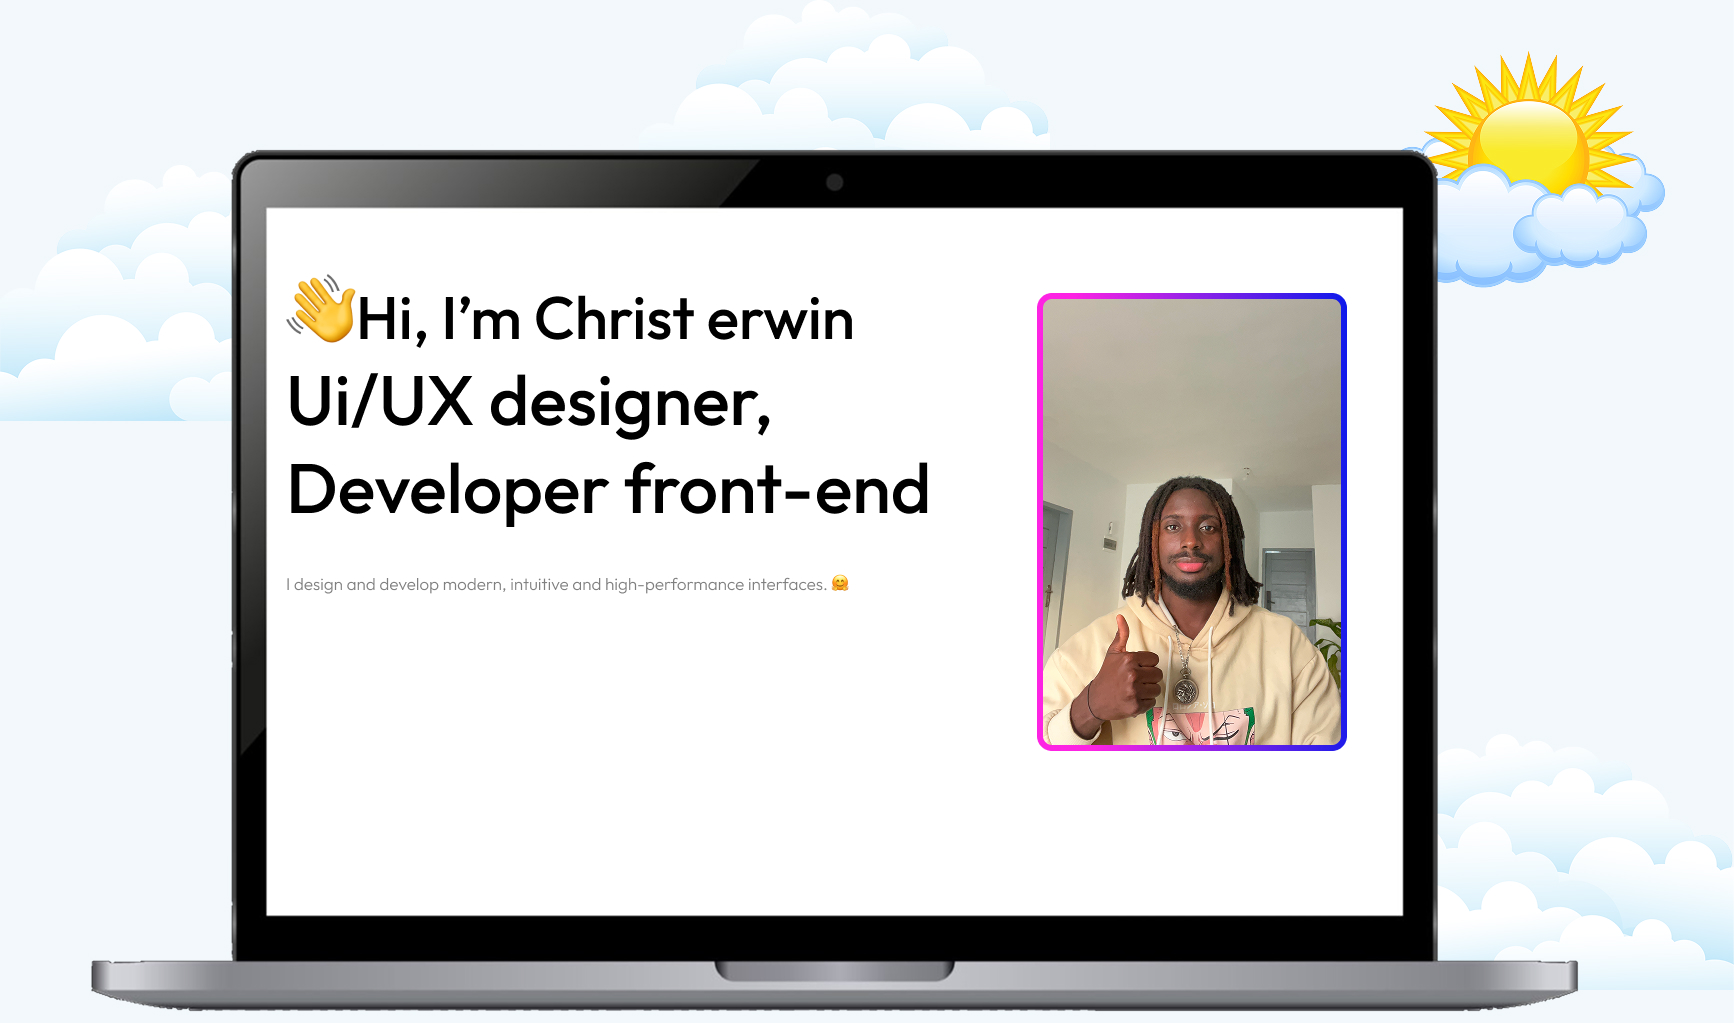 👋Hi, I’m Christ erwin
Ui/UX designer,
Developer front-end
I design and develop modern, intuitive and high-performance interfaces. 🤗